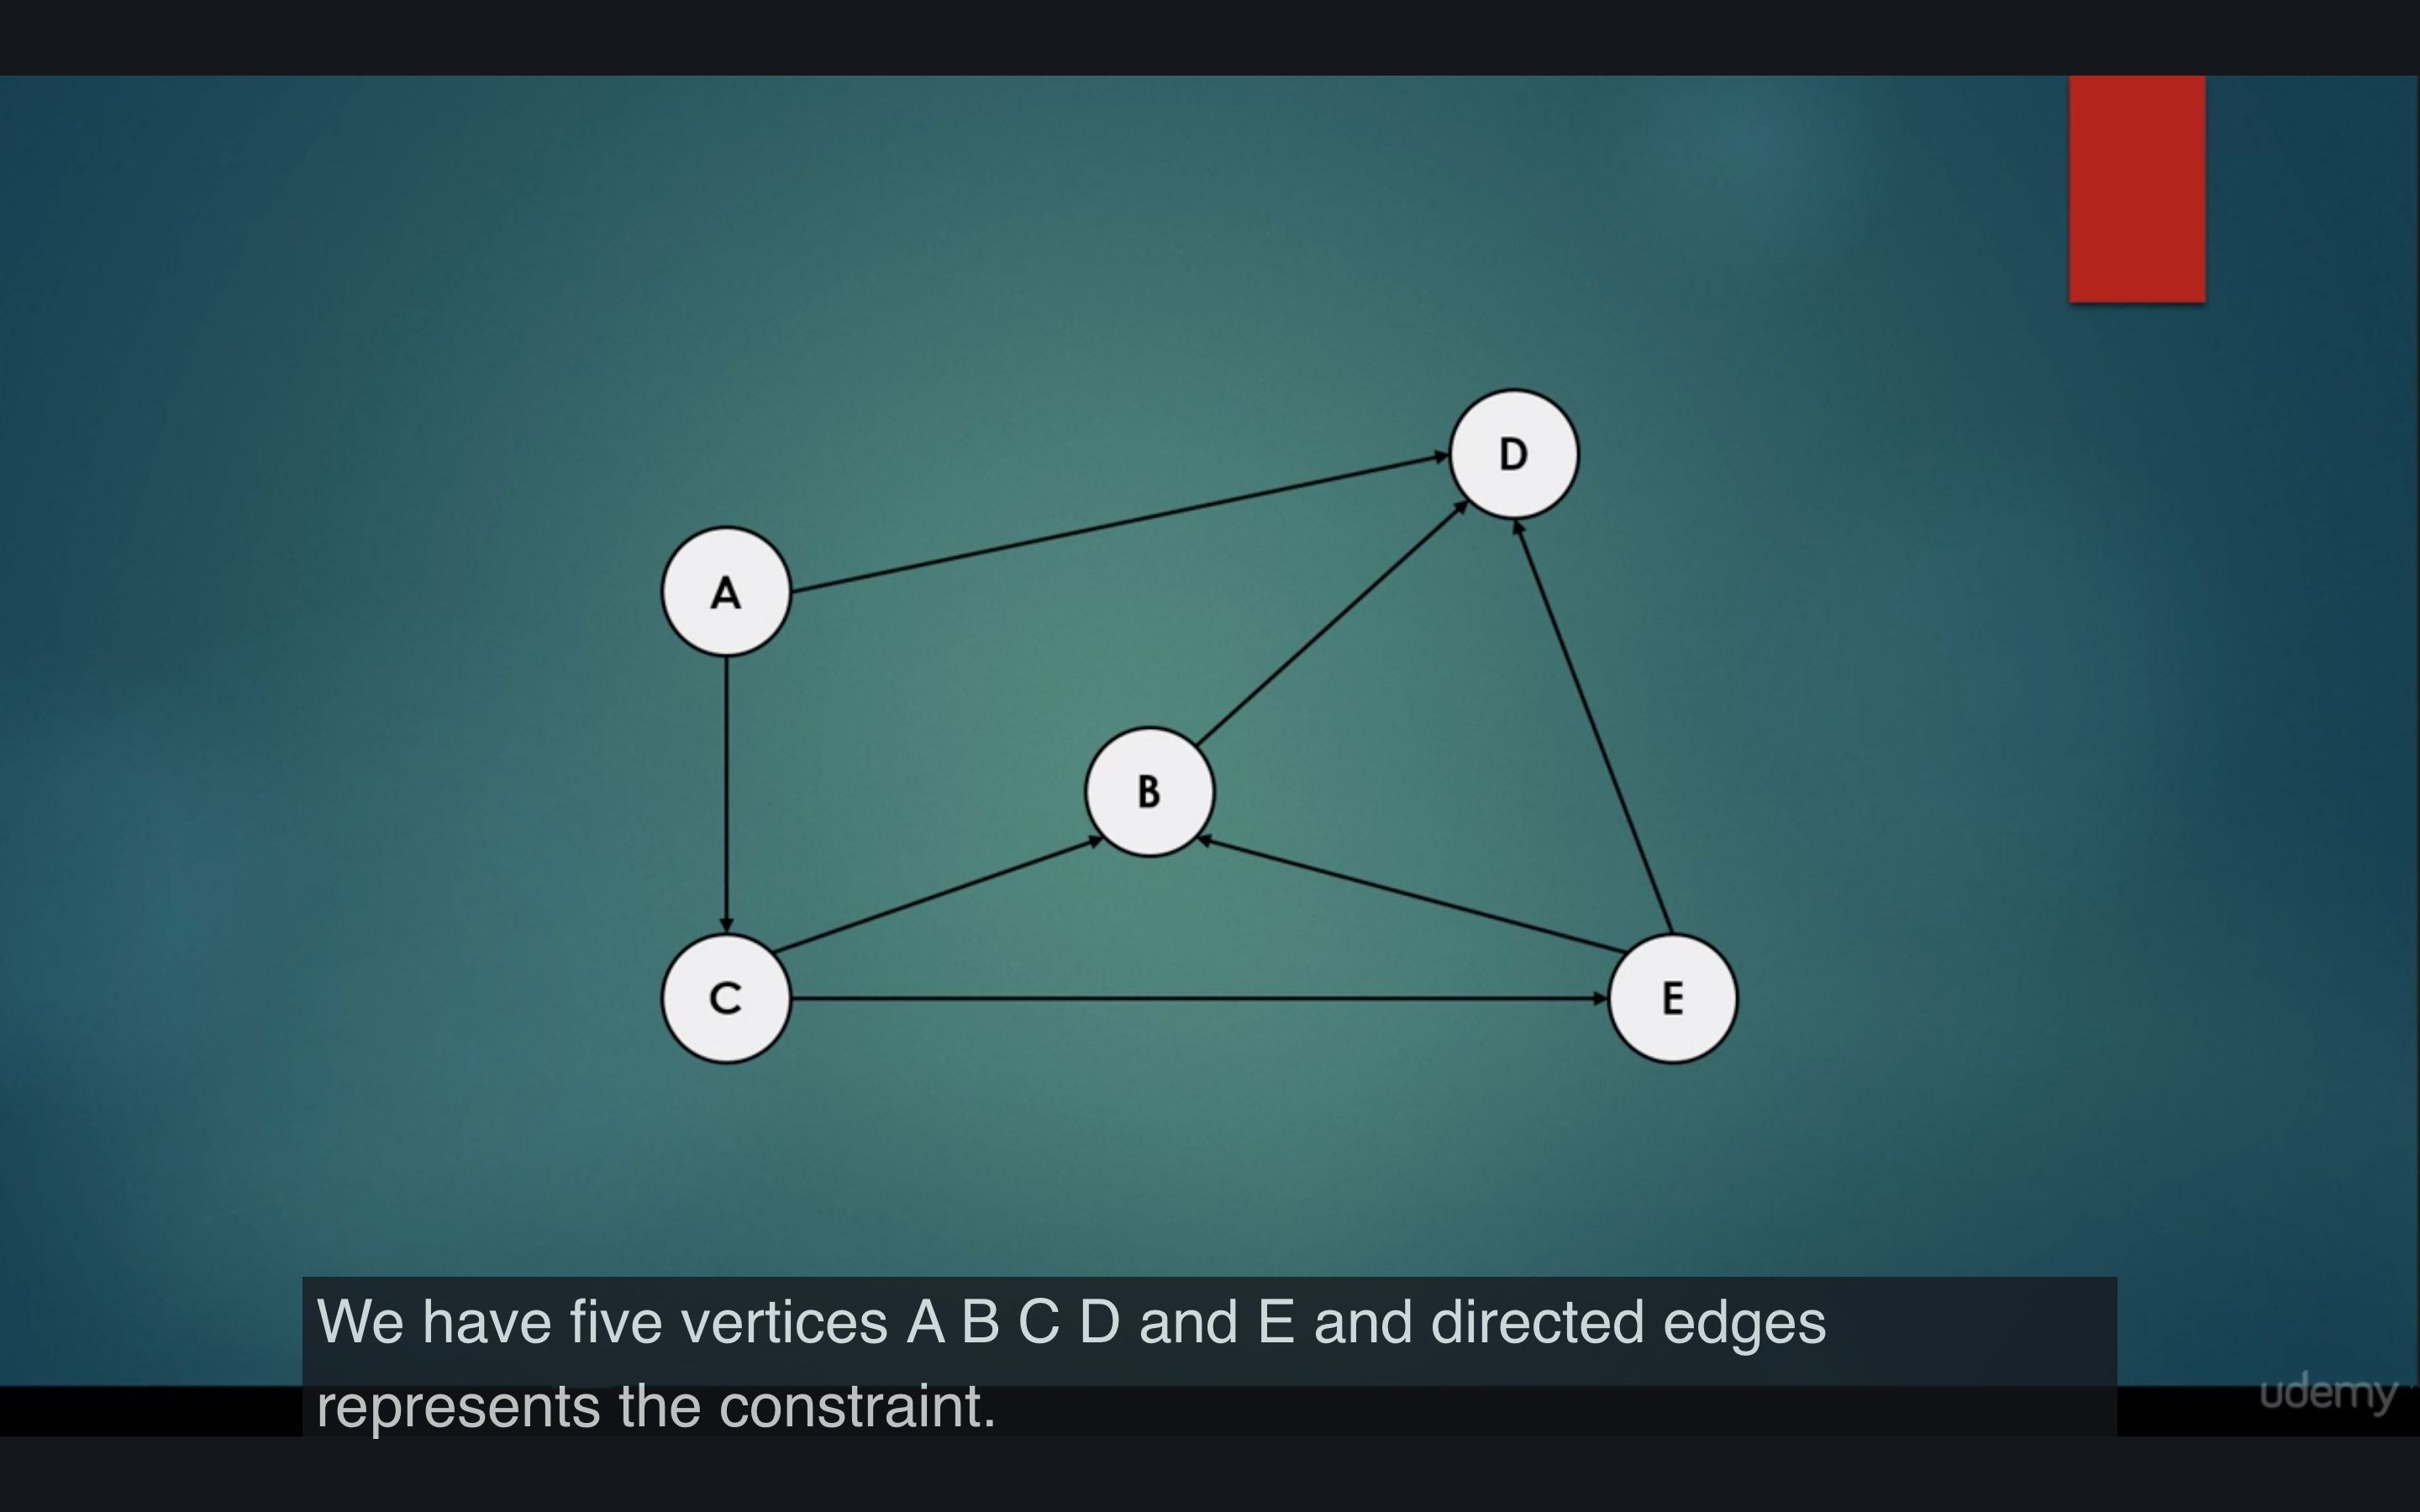 D
A
B
C
E
We have five vertices A B C D and E and directed edges
represents the constraint.
udemy